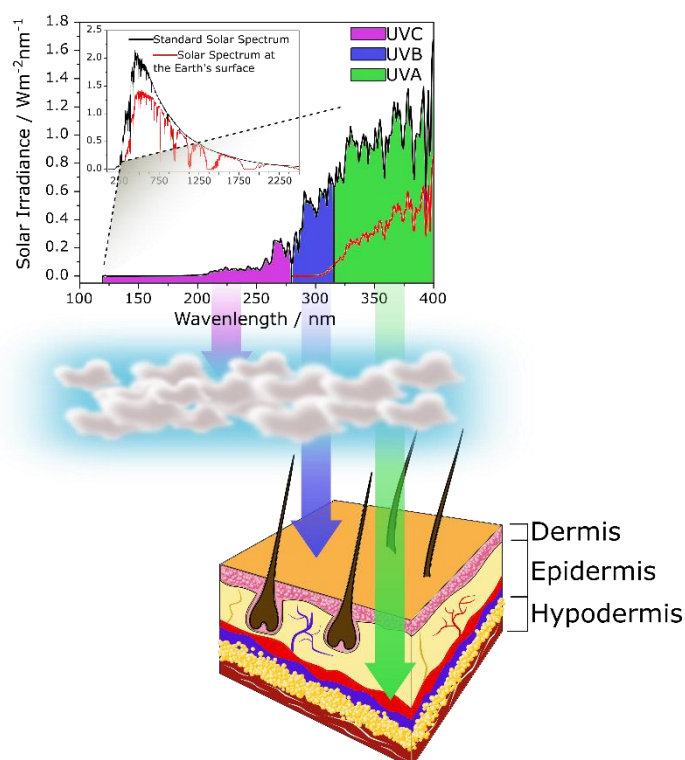 1.8
1.6
1.4
1.2
1.0
0.8
0.6
0.4
0.2
0.0
Solar Irradiance / Wm-2nm-1
2.5
2.0
1.5
1.0
0.5
0.0
Standard Solar Spectrum
Solar Spectrum at
the Earth's surface
250 750 1250 1750 2250
UVC
UVB
UVA
100 150 200 250 300 350 400
Wavenlength / nm
Dermis
Epidermis
Hypodermis